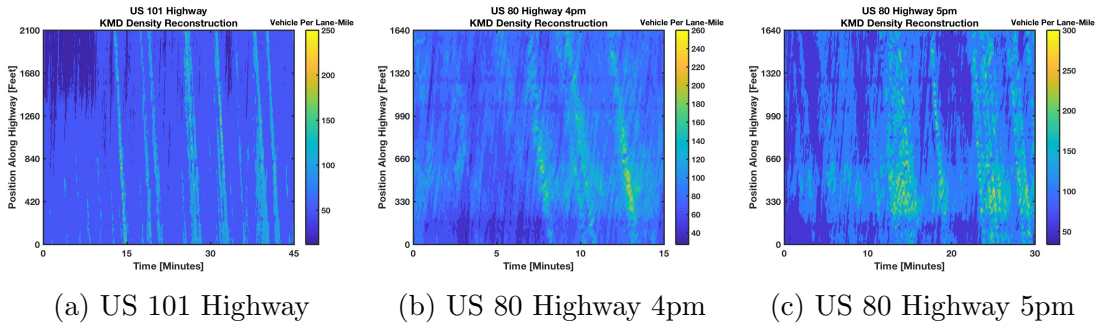 US 101 Highway
KMD Density Reconstruction
Vehicle Per Lane-Mile
2100
1680
1260
840
420
0
Position Along Highway [Feet]
0
15
30
45
Time [Minutes]
250
200
150
100
50
(a) US 101 Highway
US 80 Highway 4pm
KMD Density Reconstruction
Vehicle Per Lane-Mile
1640
1320
990
660
330
0
Position Along Highway [Feet]
0
5
10
15
Time [Minutes]
260
240
220
200
180
160
140
120
100
80
60
40
(b) US 80 Highway 4pm
US 80 Highway 5pm
KMD Density Reconstruction
Vehicle Per Lane-Mile
1640
1320
990
660
330
0
Position Along Highway [Feet]
0
10
20
30
Time [Minutes]
300
250
200
150
100
50
(c) US 80 Highway 5pm